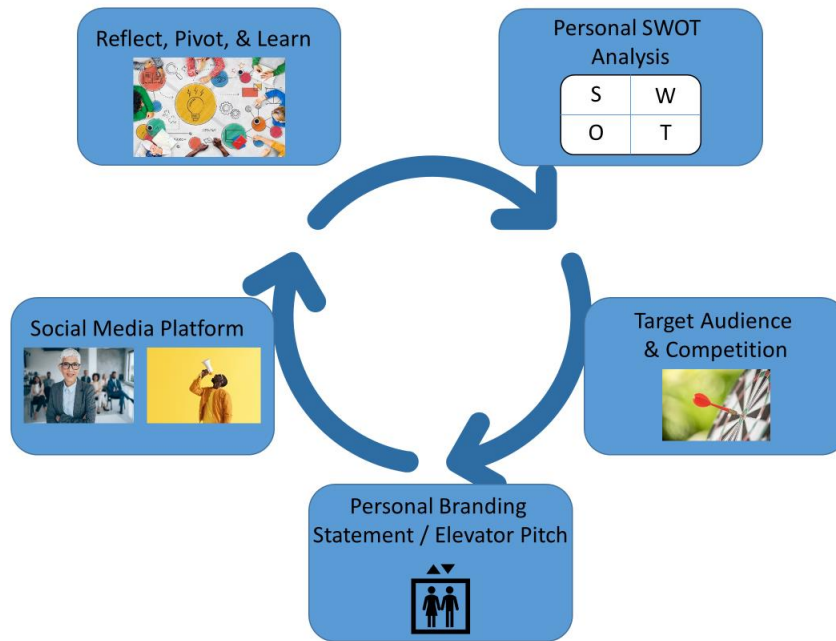 Reflect, Pivot, & Learn
Personal SWOT
Analysis
S W
O T
Target Audience
& Competition
Personal Branding
Statement / Elevator Pitch
Social Media Platform